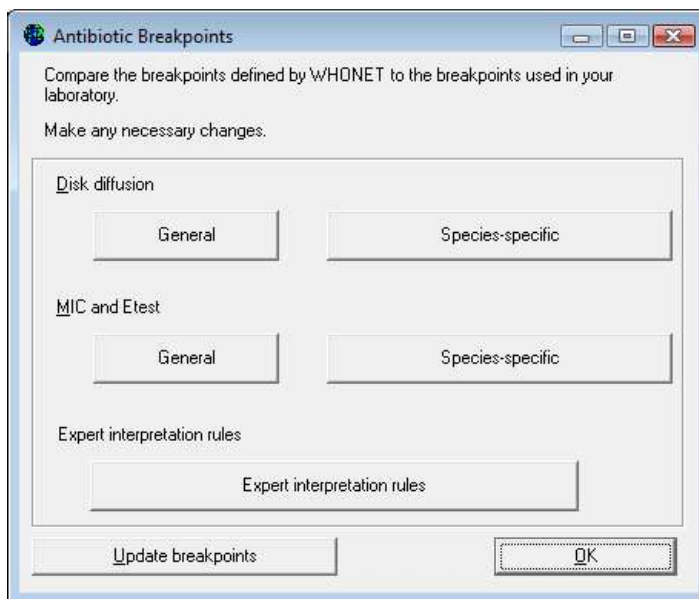 Antibiotic Breakpoints
Compare the breakpoints defined by WHONET to the breakpoints used in your
laboratory.
Make any necessary changes.
Disk diffusion
General Species-specific
MIC and Etest
General Species-specific
Expert interpretation rules
Expert interpretation rules
Update breakpoints OK